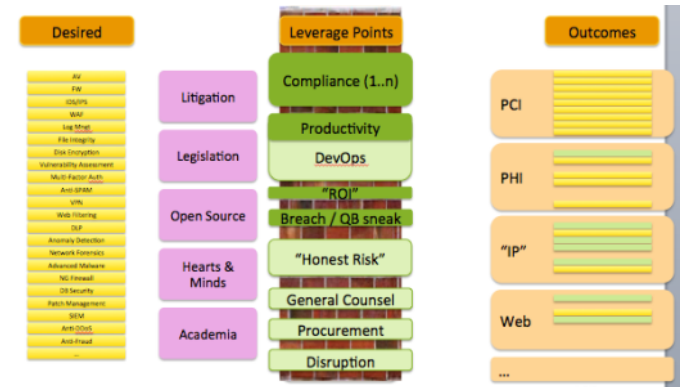 Desired
Leverage Points
Outcomes
AV
FW
IDS/IPS
WAF
Log Mngt
File Integrity
Disk Encryption
Vulnerability Assessment
Multi-Factor Auth
Anti-SPAM
VPN
Web Filtering
DLP
Anomaly Detection
Network Forensics
Advanced Malware
NG Firewall
DB Security
Patch Management
SIEM
Anti-DDoS
Anti-Fraud
...
Litigation
Legislation
Open Source
Hearts &
Minds
Academia
Compliance (1..n)
Productivity
DevOps
"ROI"
Breach / QB sneak
"Honest Risk"
General Counsel
Procurement
Disruption
PCI
PHI
"IP"
Web
...